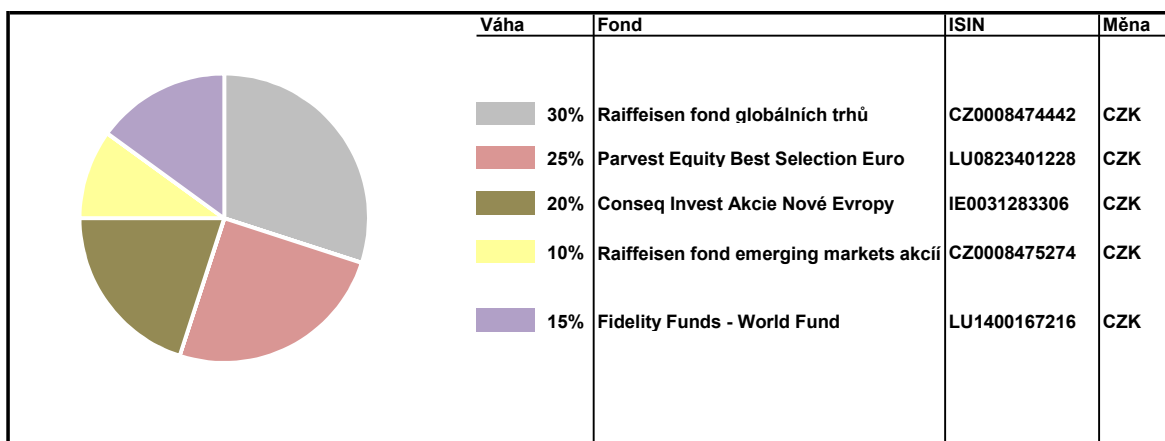 Váha Fond ISIN Měna
30% Raiffeisen fond globálních trhů CZ0008474442 CZK
25% Parvest Equity Best Selection Euro LU0823401228 CZK
20% Conseq Invest Akcie Nové Evropy IE0031283306 CZK
10% Raiffeisen fond emerging markets akcíí CZ0008475274 CZK
15% Fidelity Funds - World Fund LU1400167216 CZK